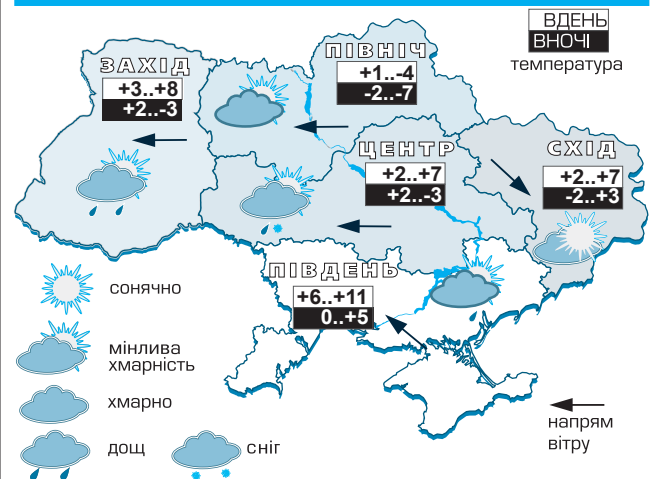 ВДЕНЬ
ВНОЧІ
температура
ПІВНІЧ
+1..-4
-2..-7
ЗАХІД
+3..+8
+2..-3
ЦЕНТР
+2..+7
+2..-3
СХІД
+2..+7
-2..+3
ПІВДЕНЬ
+6..+11
0..+5
сонячно
мінлива
хмарність
хмарно
дощ
сніг
напрям
вітру